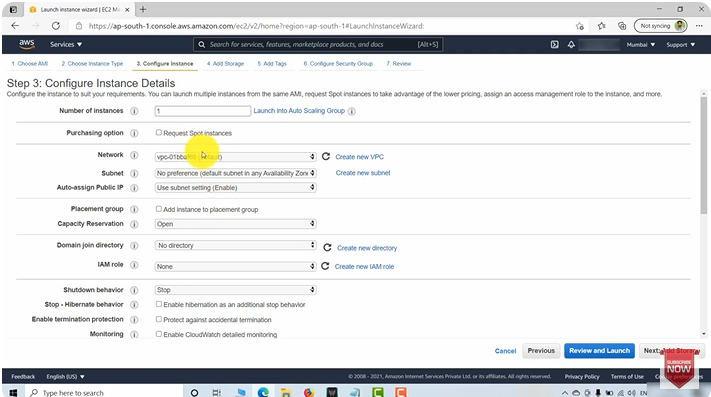 Launch instance wizard | EC2 M
https://ap-south-1.console.aws.amazon.com/ec2/v2/home?region=ap-south-1#LaunchInstanceWizard:
Not syncing
aws
Services
Search for services, features, marketplace products, and docs
[Alt+S]
Mumbai
Support
1. Choose AMI
2. Choose Instance Type
3. Configure Instance
4. Add Storage
5. Add Tags
6. Configure Security Group
7. Review
Step 3: Configure Instance Details
Configure the instance to suit your requirements. You can launch multiple instances from the same AMI, request Spot instances to take advantage of the lower pricing, assign an access management role to the instance, and more.
Number of instances
1
Launch into Auto Scaling Group
Purchasing option
Request Spot instances
Network
(default)
Create new VPC
Subnet
No preference (default subnet in any Availability Zone
Create new subnet
Auto-assign Public IP
Use subnet setting (Enable)
Placement group
Add instance to placement group
Capacity Reservation
Open
Domain join directory
No directory
Create new directory
IAM role
None
Create new IAM role
Shutdown behavior
Stop
Stop - Hibernate behavior
Enable hibernation as an additional stop behavior
Enable termination protection
Protect against accidental termination
Monitoring
Enable CloudWatch detailed monitoring
Cancel
Previous
Review and Launch
Next: Add Storage
SUBSCRIBE
NOW
Feedback
English (US)
© 2008 - 2021, Amazon Internet Services Private Ltd. or its affiliates. All rights reserved.
Privacy Policy
Terms of Use
Cookie preferences
Type here to search
ENG